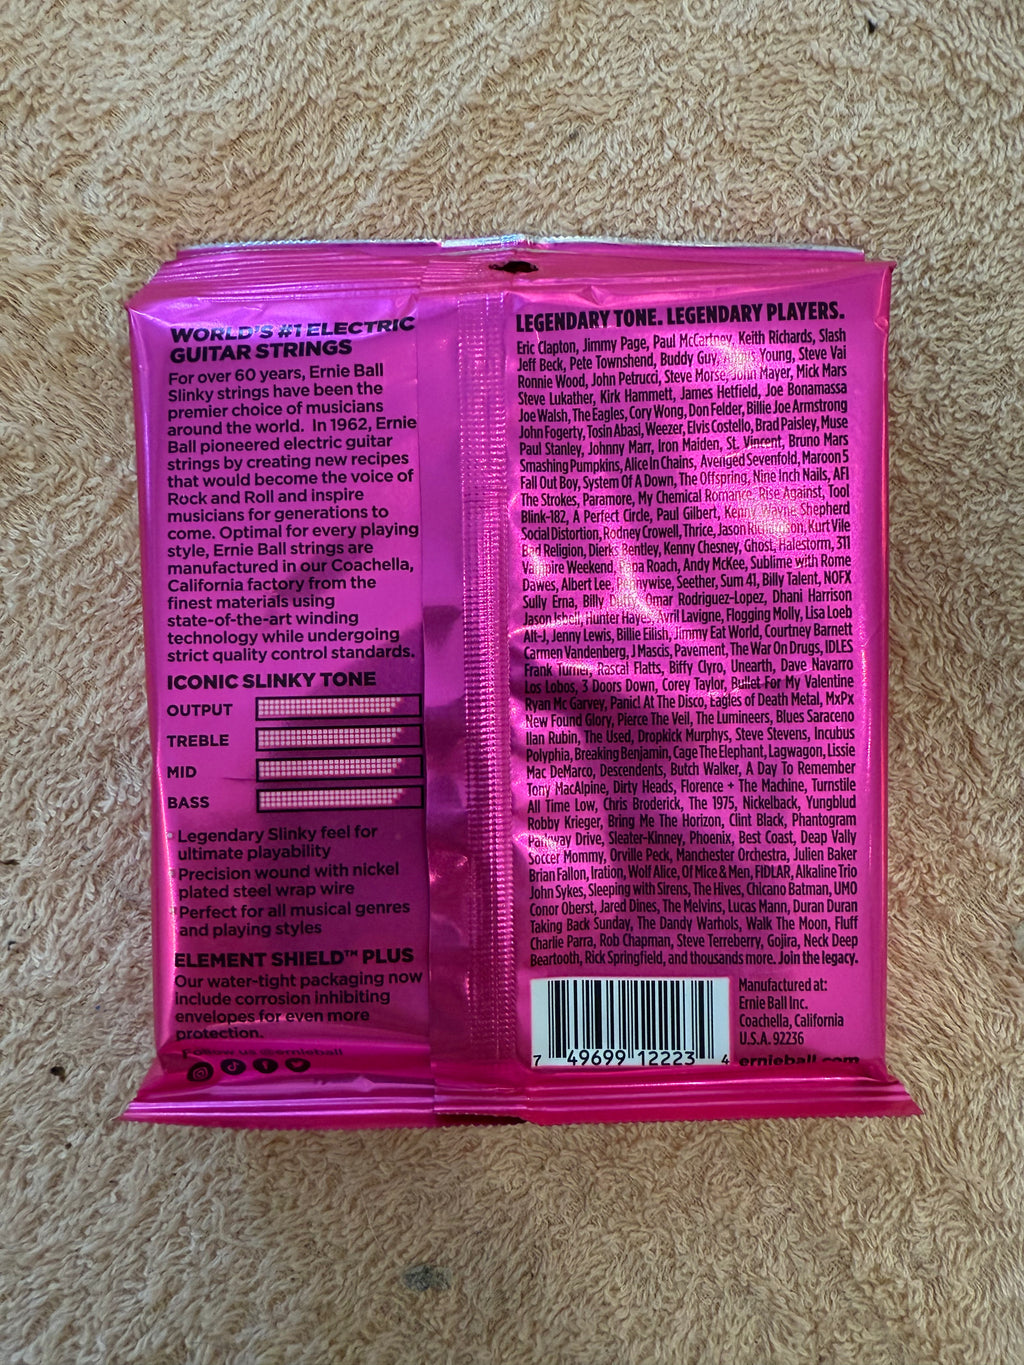 WORLD'S #1 ELECTRIC
GUITAR STRINGS
For over 60 years, Ernie Ball
Slinky strings have been the
premier choice of musicians
around the world. In 1962, Ernie
Ball pioneered electric guitar
strings by creating new recipes
that would become the voice of
Rock and Roll and inspire
musicians for generations to
come. Optimal for every playing
style, Ernie Ball strings are
manufactured in our Coachella,
California factory from the
finest materials using
state-of-the-art winding
technology while undergoing
strict quality control standards.
ICONIC SLINKY TONE
OUTPUT
TREBLE
MID
BASS
Legendary Slinky feel for
ultimate playability
Precision wound with nickel
plated steel wrap wire
Perfect for all musical genres
and playing styles
ELEMENT SHIELD™ PLUS
Our water-tight packaging now
include corrosion inhibiting
envelopes for even more
protection.
Follow us @ernieball
LEGENDARY TONE. LEGENDARY PLAYERS.
Eric Clapton, Jimmy Page, Paul McCartney, Keith Richards, Slash
Jeff Beck, Pete Townshend, Buddy Guy, Angus Young, Steve Vai
Ronnie Wood, John Petrucci, Steve Morse, John Mayer, Mick Mars
Steve Lukather, Kirk Hammett, James Hetfield, Joe Bonamassa
Joe Walsh, The Eagles, Cory Wong, Don Felder, Billie Joe Armstrong
John Fogerty, Tosin Abasi, Weezer, Elvis Costello, Brad Paisley, Muse
Paul Stanley, Johnny Marr, Iron Maiden, St. Vincent, Bruno Mars
Smashing Pumpkins, Alice In Chains, Avenged Sevenfold, Maroon 5
Fall Out Boy, System Of A Down, The Offspring, Nine Inch Nails, AFI
The Strokes, Paramore, My Chemical Romance, Rise Against, Tool
Blink-182, A Perfect Circle, Paul Gilbert, Kenny Wayne Shepherd
Social Distortion, Rodney Crowell, Thrice, Jason Richardson, Kurt Vile
Bad Religion, Dierks Bentley, Kenny Chesney, Ghost, Halestorm, 311
Vampire Weekend, Papa Roach, Andy McKee, Sublime with Rome
Dawes, Albert Lee, Pennywise, Seether, Sum 41, Billy Talent, NOFX
Sully Erna, Billy Duffy, Omar Rodriguez-Lopez, Dhani Harrison
Jason Isbell, Hunter Hayes, Avril Lavigne, Flogging Molly, Lisa Loeb
Alt-J, Jenny Lewis, Billie Eilish, Jimmy Eat World, Courtney Barnett
Carmen Vandenberg, J Mascis, Pavement, The War On Drugs, IDLES
Frank Turner, Rascal Flatts, Biffy Clyro, Unearth, Dave Navarro
Los Lobos, 3 Doors Down, Corey Taylor, Bullet For My Valentine
Ryan Mc Garvey, Panic! At The Disco, Eagles of Death Metal, MxPx
New Found Glory, Pierce The Veil, The Lumineers, Blues Saraceno
Ilan Rubin, The Used, Dropkick Murphys, Steve Stevens, Incubus
Polyphia, Breaking Benjamin, Cage The Elephant, Lagwagon, Lissie
Mac DeMarco, Descendents, Butch Walker, A Day To Remember
Tony MacAlpine, Dirty Heads, Florence + The Machine, Turnstile
All Time Low, Chris Broderick, The 1975, Nickelback, Yungblud
Robby Krieger, Bring Me The Horizon, Clint Black, Phantogram
Parkway Drive, Sleater-Kinney, Phoenix, Best Coast, Deap Vally
Soccer Mommy, Orville Peck, Manchester Orchestra, Julien Baker
Brian Fallon, Iration, Wolf Alice, Of Mice & Men, FIDLAR, Alkaline Trio
John Sykes, Sleeping with Sirens, The Hives, Chicano Batman, UMO
Conor Oberst, Jared Dines, The Melvins, Lucas Mann, Duran Duran
Taking Back Sunday, The Dandy Warhols, Walk The Moon, Fluff
Charlie Parra, Rob Chapman, Steve Terreberry, Gojira, Neck Deep
Beartooth, Rick Springfield, and thousands more. Join the legacy.
7 49699 12223 4
Manufactured at:
Ernie Ball Inc.
Coachella, California
U.S.A. 92236
ernieball.com